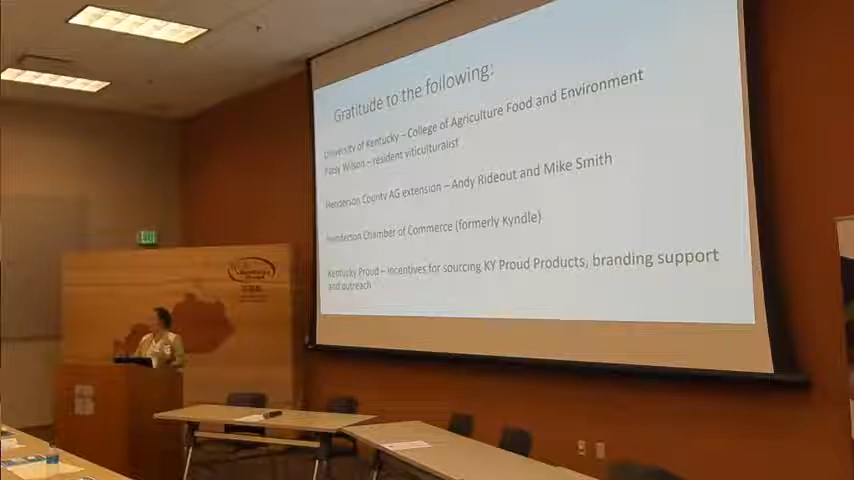 Gratitude to the following:
University of Kentucky – College of Agriculture Food and Environment
Patsy Wilson – resident viticulturalist
Henderson County AG extension – Andy Rideout and Mike Smith
Henderson Chamber of Commerce (formerly Kyndle)
Kentucky Proud – incentives for sourcing KY Proud Products, branding support
and outreach
EXIT